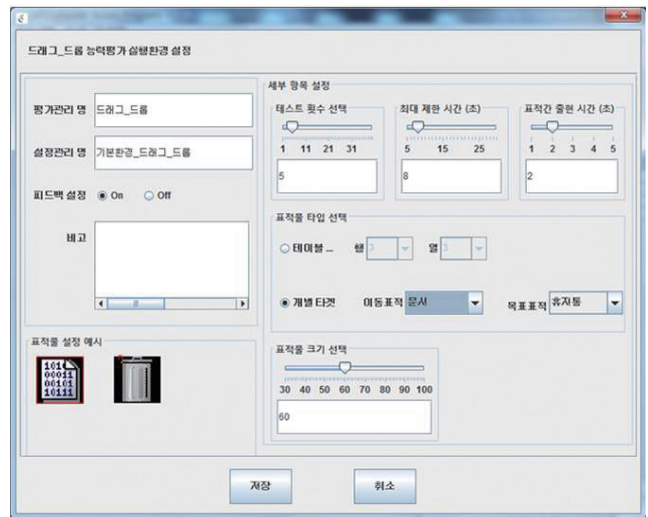 드래그_드롭 능력평가 실행환경 설정
평가관리 명 드래그_드롭
설정관리 명 기본환경_드래그_드롭
피드백 설정 On Off
비고
표적물 설정 예시
101
00011
00101
10111
세부 항목 설정
테스트 횟수 선택
1 11 21 31
5
최대 제한 시간 (초)
5 15 25
8
표적간 출현 시간 (초)
1 2 3 4 5
2
표적물 타입 선택
테이블 ... 행 3 열 3
개별 타겟 이동표적 문서 목표표적 휴지통
표적물 크기 선택
30 40 50 60 70 80 90 100
60
저장 취소